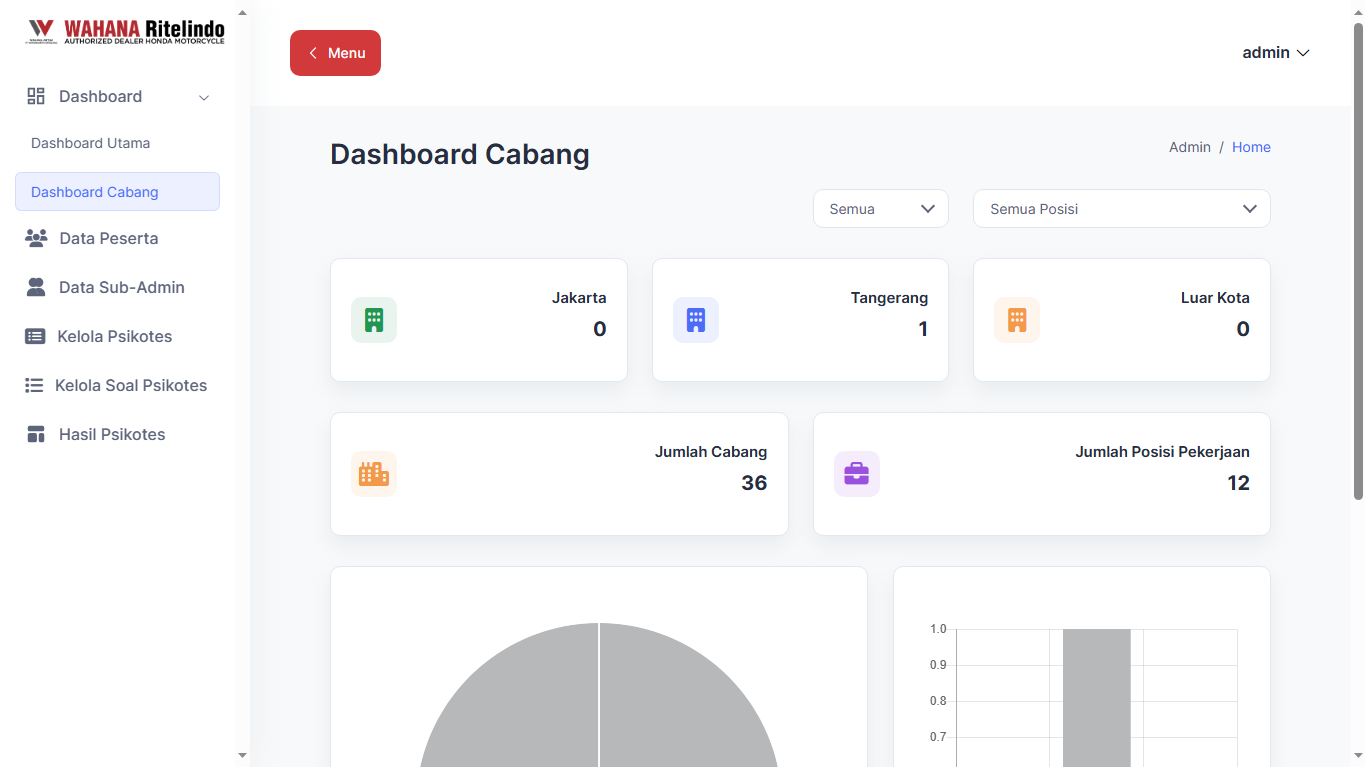 WAHANA Ritelindo
AUTHORIZED DEALER HONDA MOTORCYCLE
Menu
admin
Dashboard
Dashboard Utama
Dashboard Cabang
Data Peserta
Data Sub-Admin
Kelola Psikotes
Kelola Soal Psikotes
Hasil Psikotes
Dashboard Cabang
Admin / Home
Semua
Semua Posisi
Jakarta
0
Tangerang
1
Luar Kota
0
Jumlah Cabang
36
Jumlah Posisi Pekerjaan
12
1.0
0.9
0.8
0.7